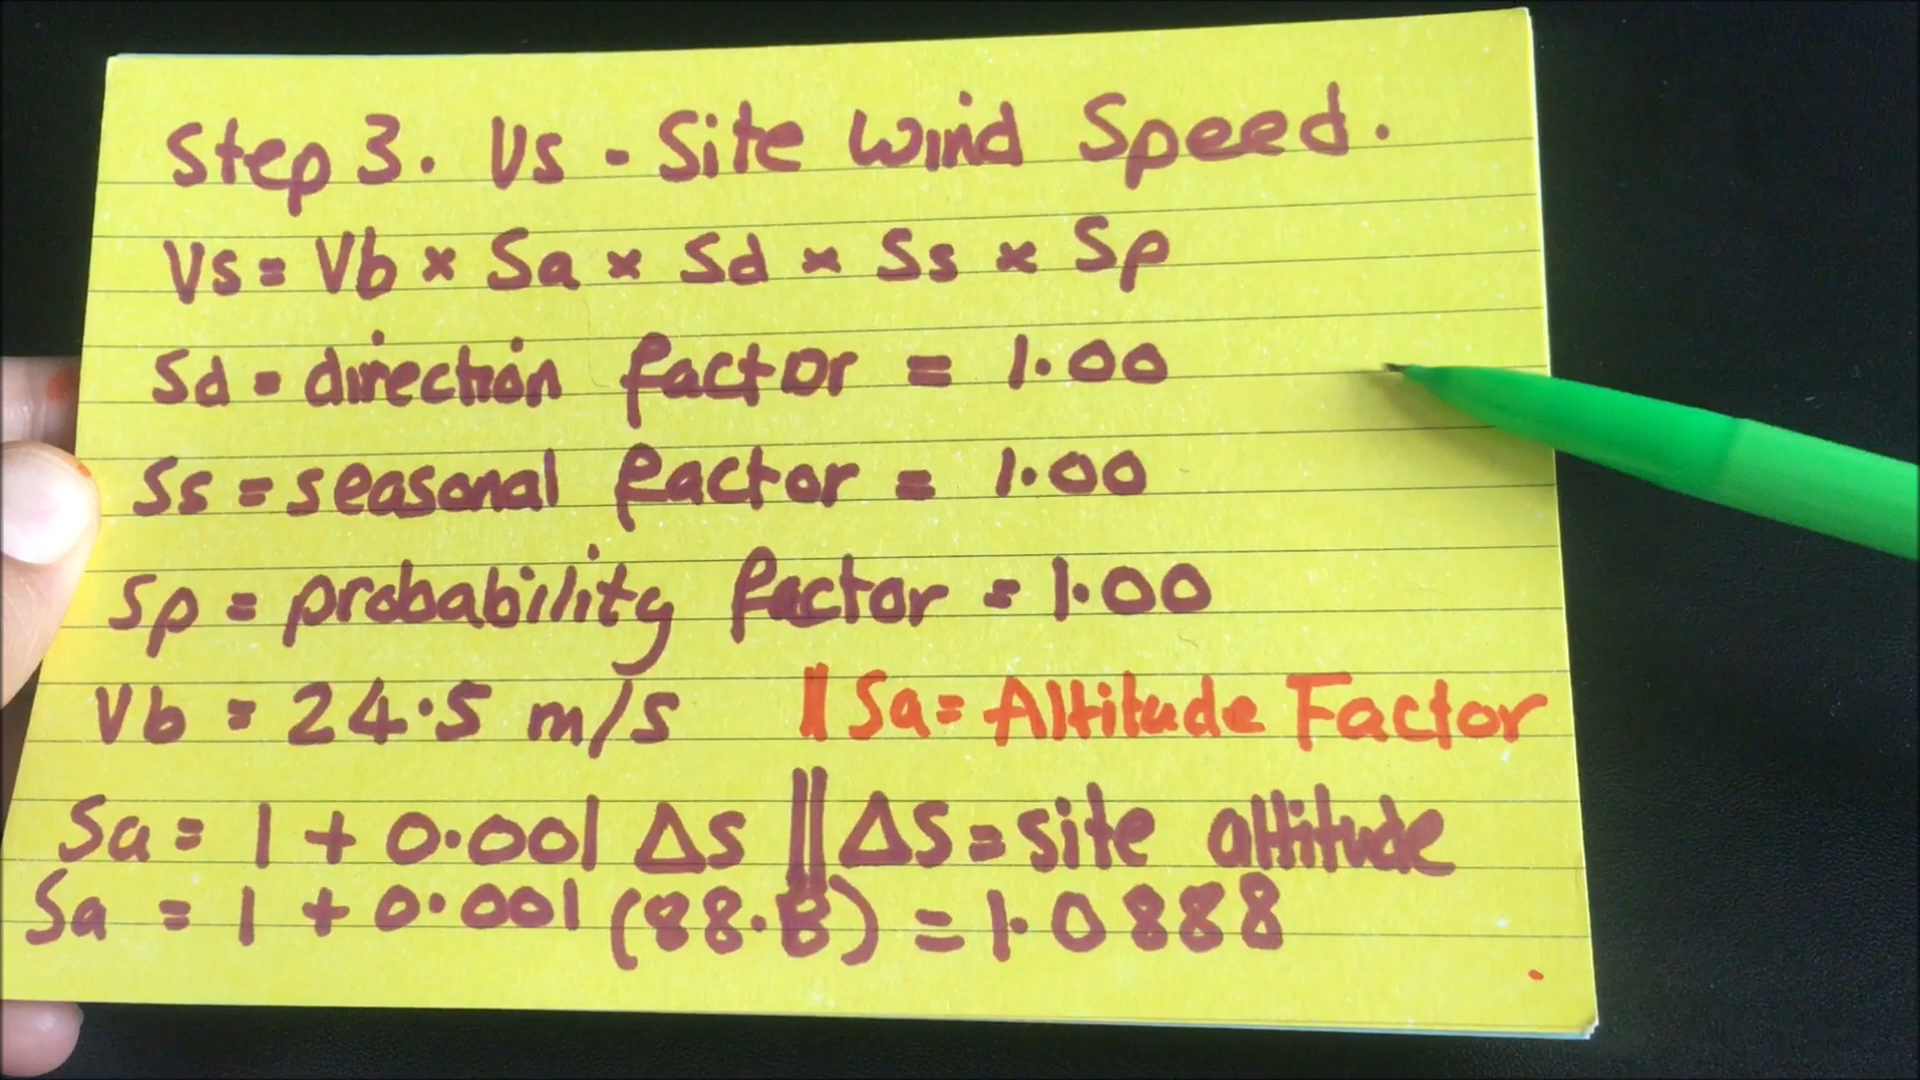 Step 3. Vs - Site Wind Speed.
Vs = Vb × Sa × Sd × Ss × Sp
Sd = direction factor = 1.00
Ss = seasonal factor = 1.00
Sp = probability factor = 1.00
Vb = 24.5 m/s || Sa = Altitude Factor
Sa = 1 + 0.001 Δs || Δs = site altitude
Sa = 1 + 0.001 (88.8) = 1.0888